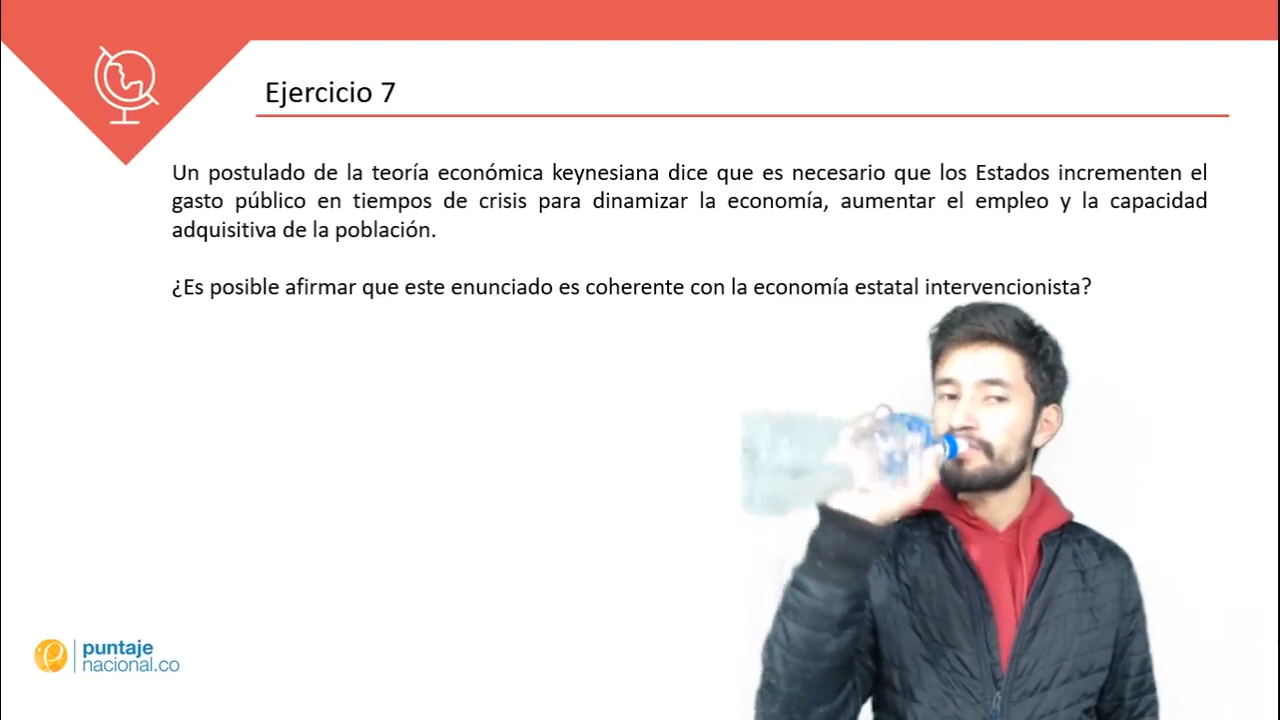 Ejercicio 7
Un postulado de la teoría económica keynesiana dice que es necesario que los Estados incrementen el
gasto público en tiempos de crisis para dinamizar la economía, aumentar el empleo y la capacidad
adquisitiva de la población.
¿Es posible afirmar que este enunciado es coherente con la economía estatal intervencionista?
puntaje
nacional.co